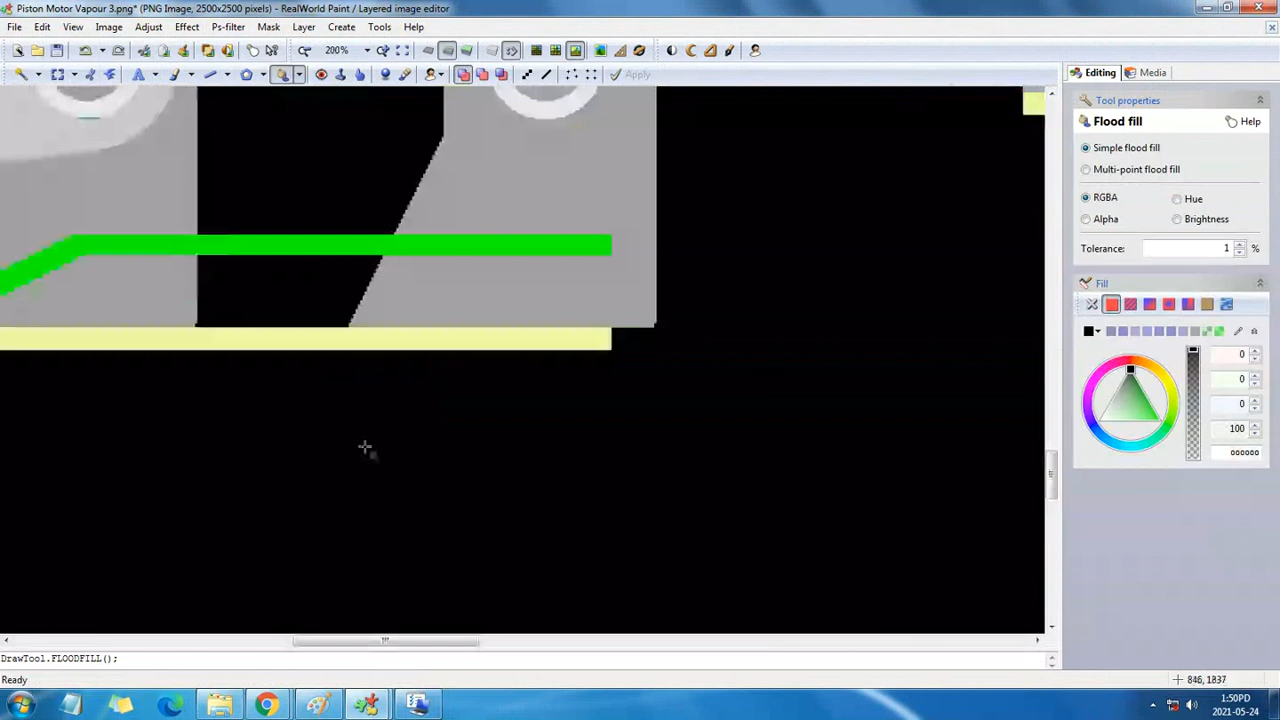 Piston Motor Vapour 3.png* (PNG Image, 2500x2500 pixels) - RealWorld Paint / Layered image editor
File Edit View Image Adjust Effect Ps-filter Mask Layer Create Tools Help
200%
Apply
Editing Media
Tool properties
Flood fill Help
Simple flood fill
Multi-point flood fill
RGBA Hue
Alpha Brightness
Tolerance: 1 %
Fill
0
0
0
100
000000
DrawTool.FLOODFILL();
Ready 846, 1837
1:50PD
2021-05-24